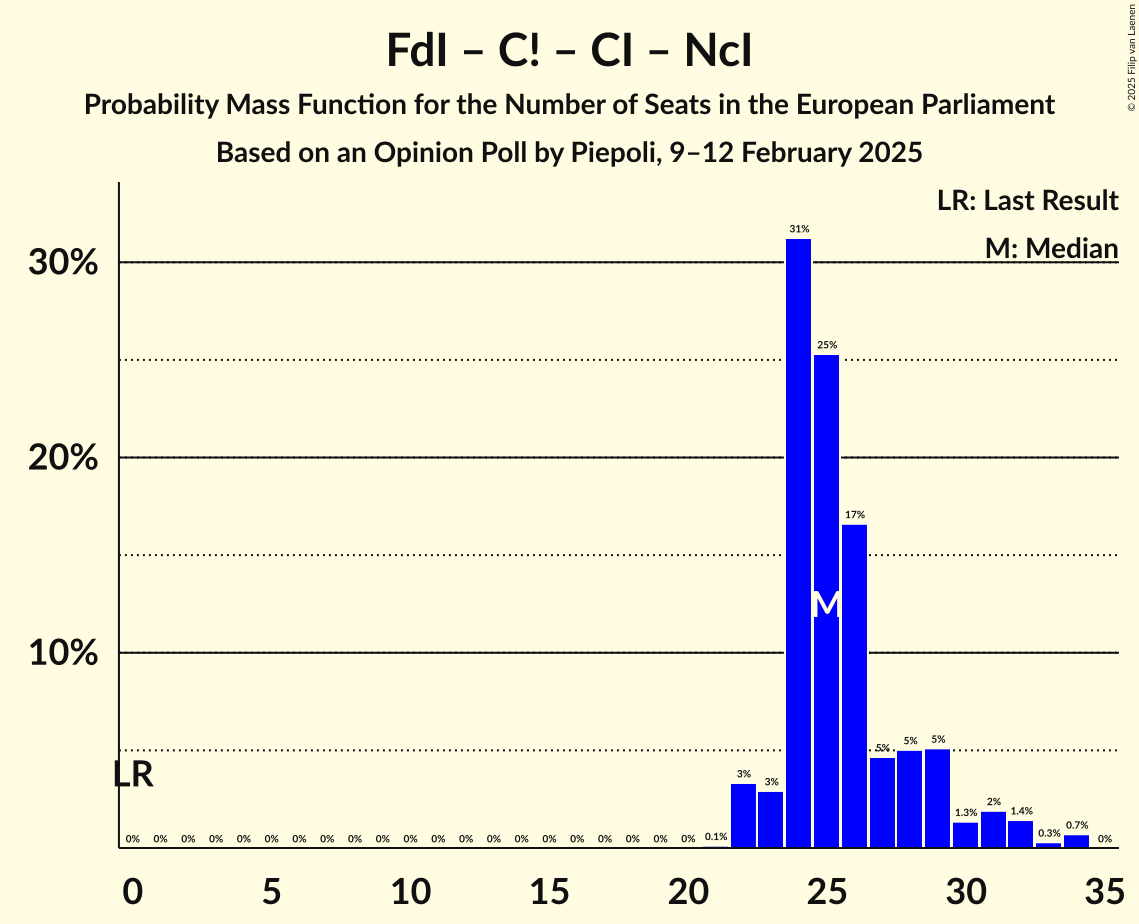 FdI – C! – CI – NcI
Probability Mass Function for the Number of Seats in the European Parliament
Based on an Opinion Poll by Piepoli, 9–12 February 2025
© 2025 Filip van Laenen
LR: Last Result
M: Median
30%
20%
10%
31%
25%
17%
M
LR
0% 0% 0% 0% 0% 0% 0% 0% 0% 0% 0% 0% 0% 0% 0% 0% 0% 0% 0% 0% 0% 0.1% 3% 3% 5% 5% 5% 1.3% 2% 1.4% 0.3% 0.7% 0%
0 5 10 15 20 25 30 35